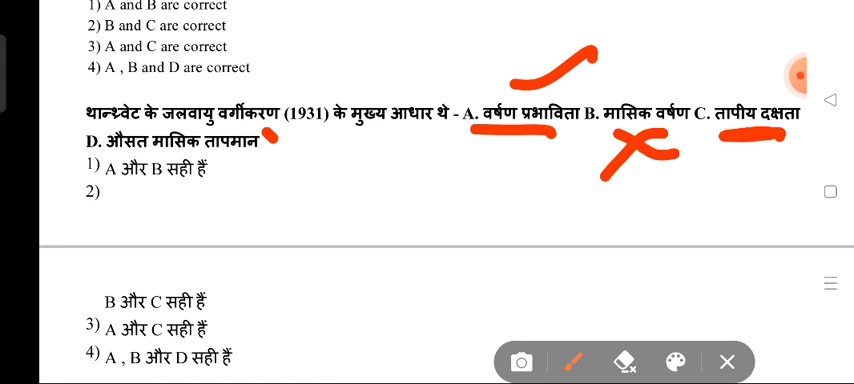 1) A and B are correct
2) B and C are correct
3) A and C are correct
4) A , B and D are correct
थार्न्थ्वेट के जलवायु वर्गीकरण (1931) के मुख्य आधार थे - A. वर्षण प्रभाविता B. मासिक वर्षण C. तापीय दक्षता
D. औसत मासिक तापमान
1) A और B सही हैं
2)
B और C सही हैं
3) A और C सही हैं
4) A , B और D सही हैं